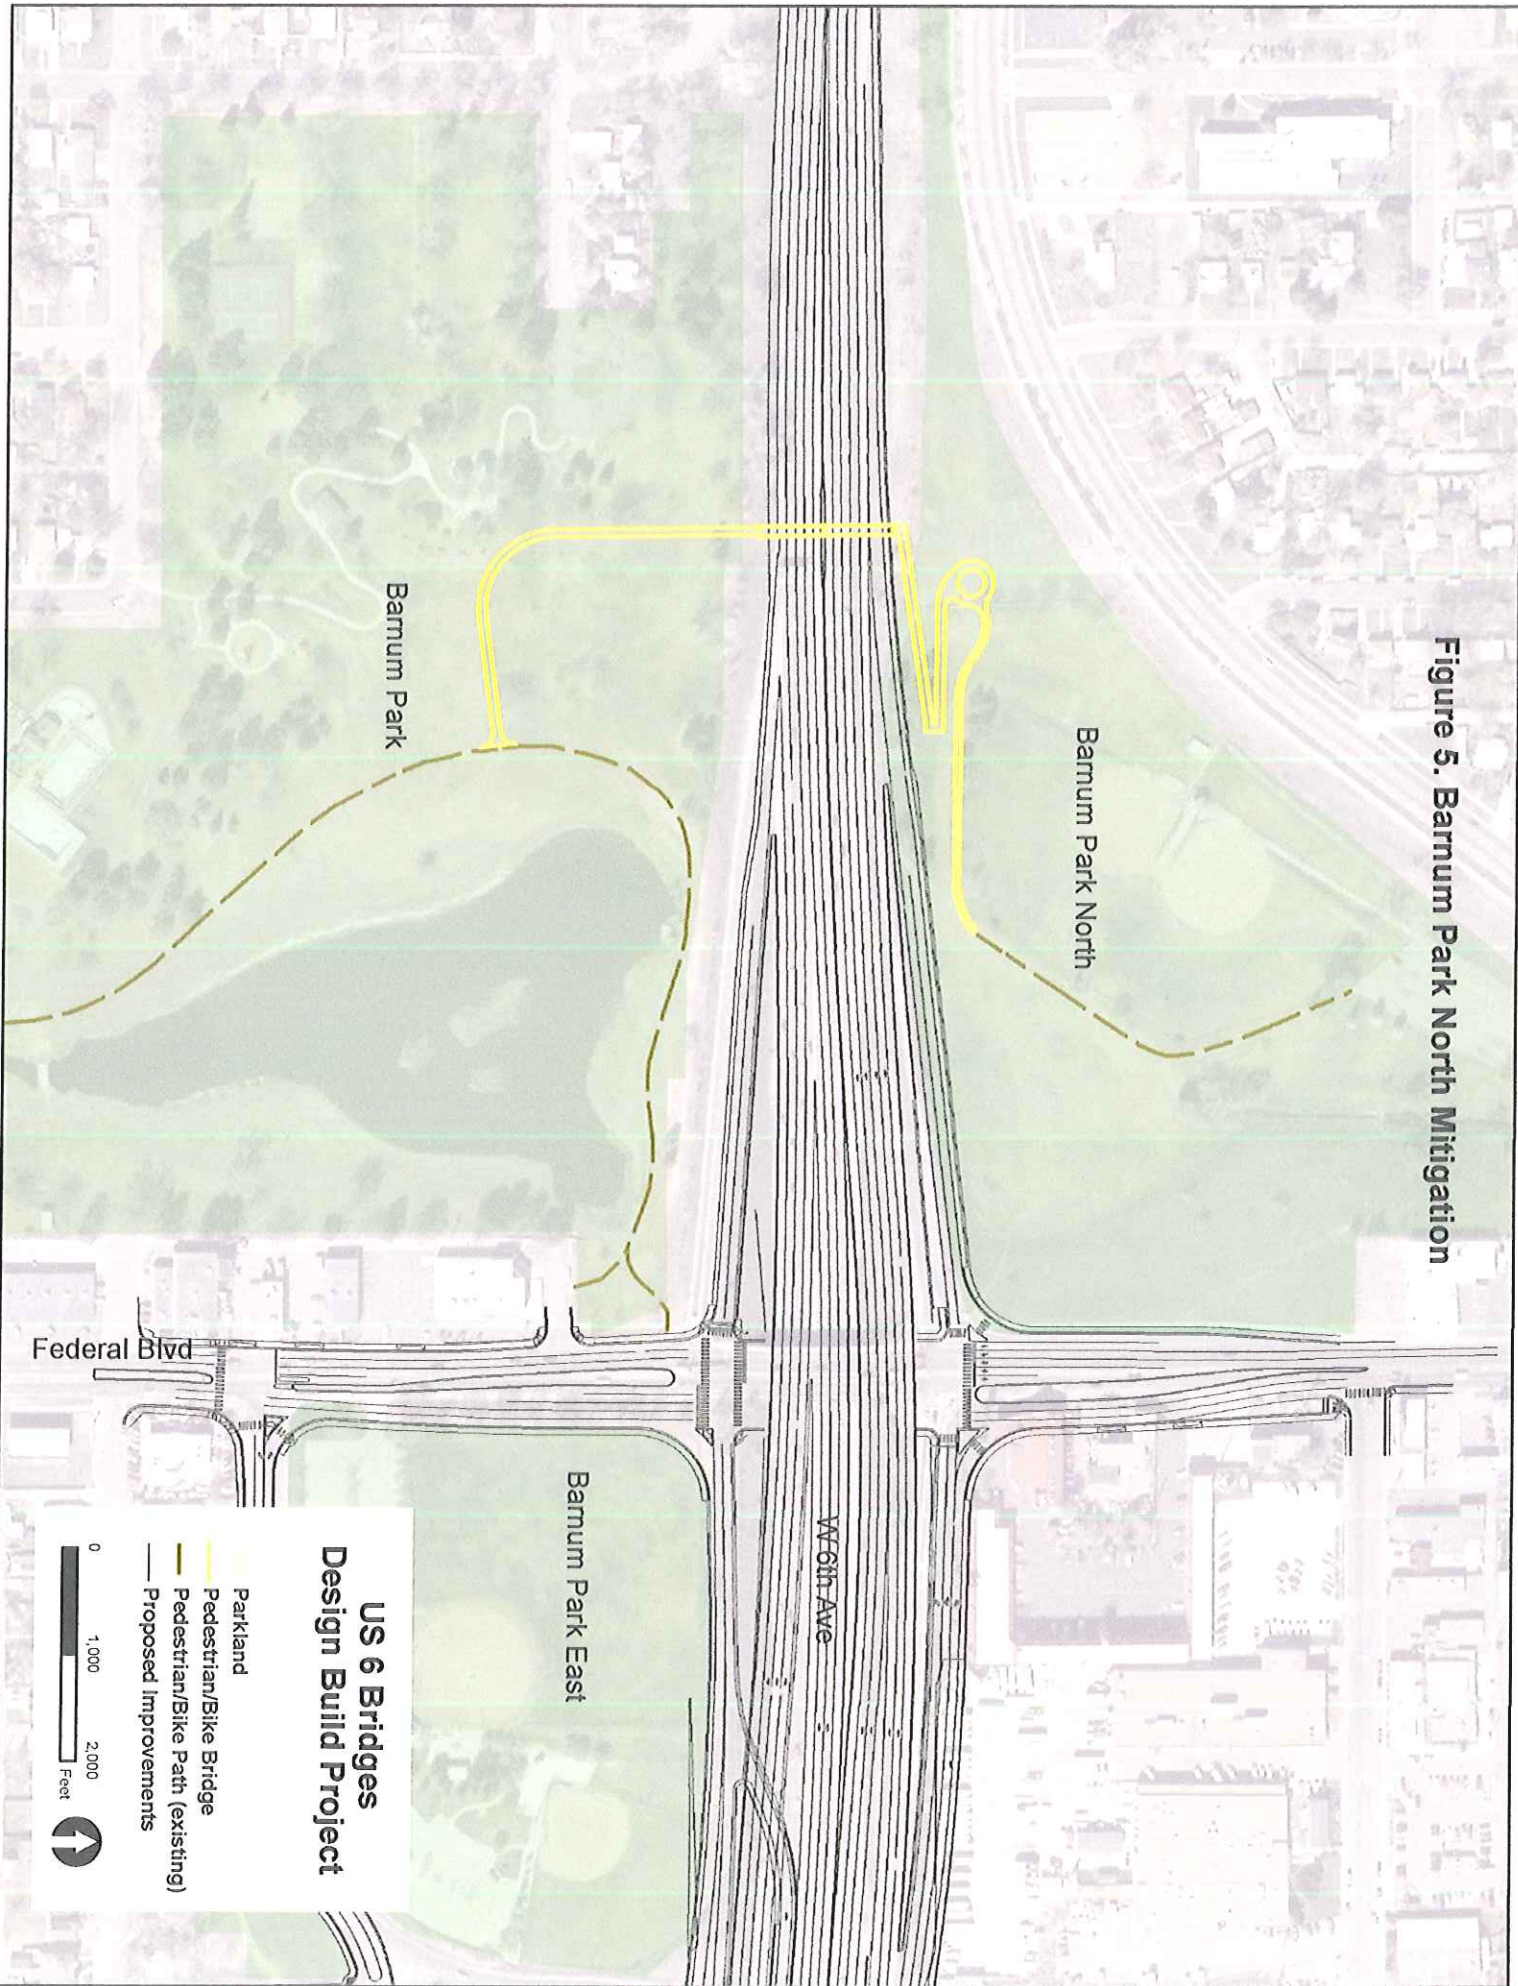 Figure 5. Barnum Park North Mitigation
Barnum Park North
Barnum Park
W 6th Ave
Federal Blvd
Barnum Park East
US 6 Bridges
Design Build Project
Parkland
Pedestrian/Bike Bridge
Pedestrian/Bike Path (existing)
Proposed Improvements
0 1,000 2,000
Feet